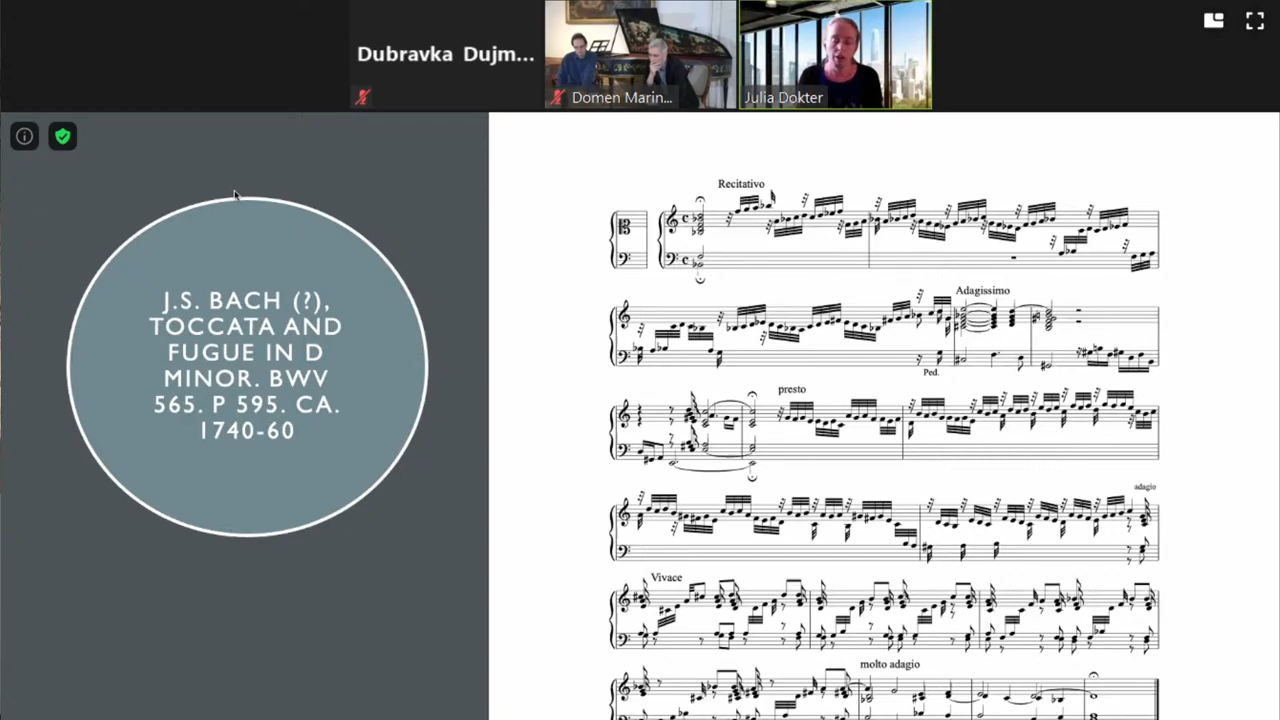 Dubravka Dujm...
Domen Marin...
Julia Dokter
J.S. BACH (?),
TOCCATA AND
FUGUE IN D
MINOR. BWV
565. P 595. CA.
1740-60
Recitativo
Adagissimo
Ped.
presto
adagio
Vivace
molto adagio